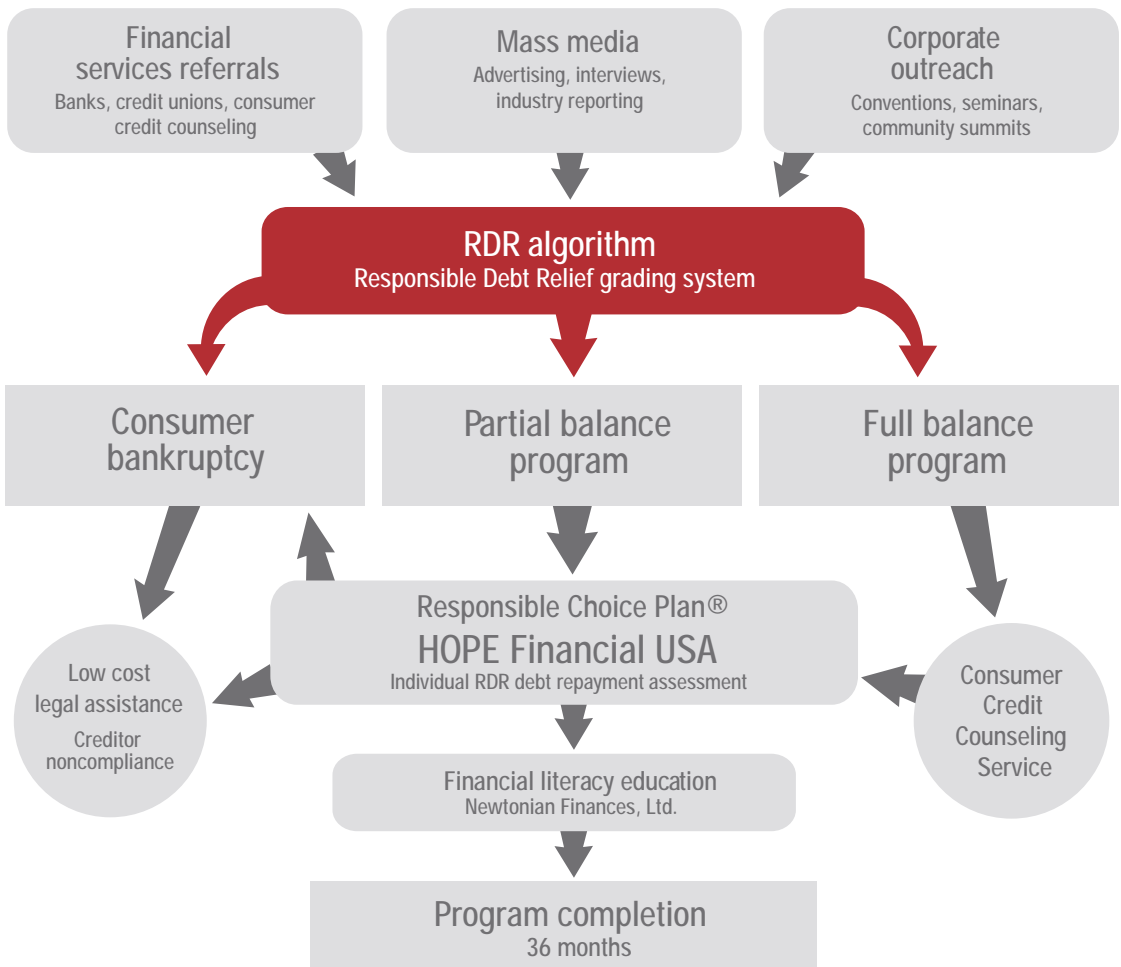 Financial
services referrals
Banks, credit unions, consumer
credit counseling
Mass media
Advertising, interviews,
industry reporting
Corporate
outreach
Conventions, seminars,
community summits
RDR algorithm
Responsible Debt Relief grading system
Consumer
bankruptcy
Partial balance
program
Full balance
program
Responsible Choice Plan®
HOPE Financial USA
Individual RDR debt repayment assessment
Low cost
legal assistance
Creditor
noncompliance
Consumer
Credit
Counseling
Service
Financial literacy education
Newtonian Finances, Ltd.
Program completion
36 months